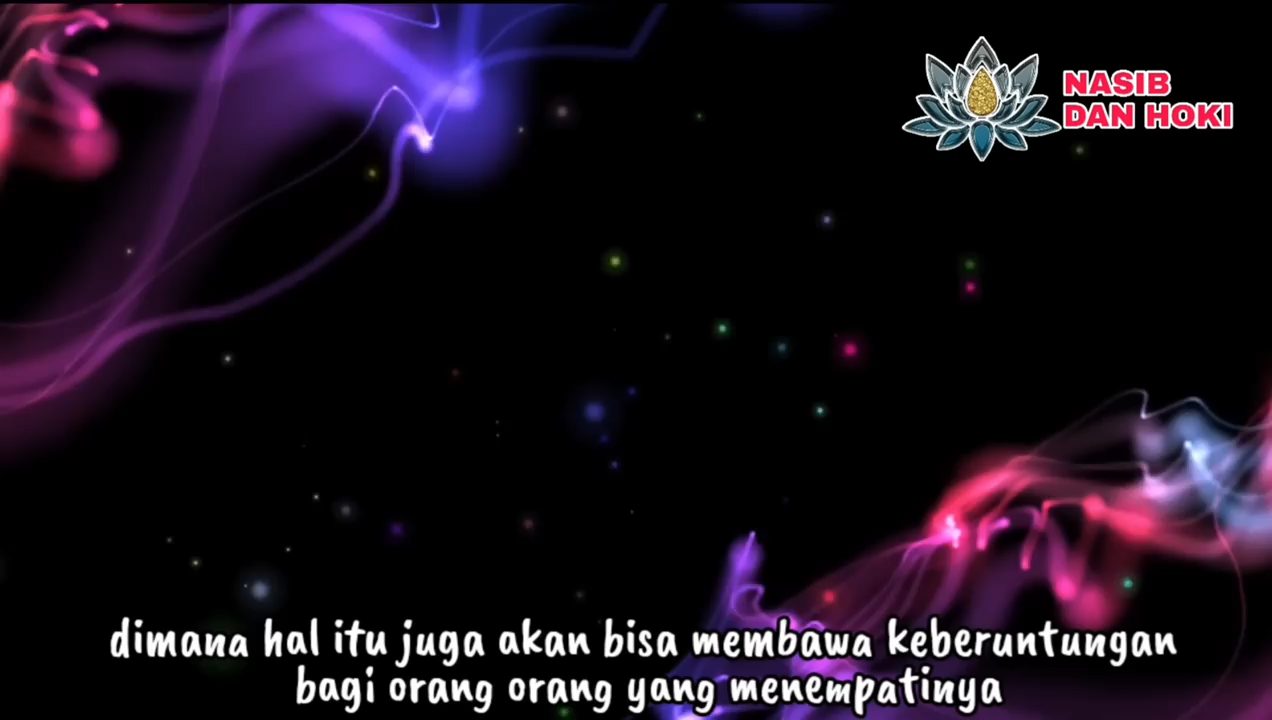 NASIB
DAN HOKI
dimana hal itu juga akan bisa membawa keberuntungan
bagi orang orang yang menempatinya